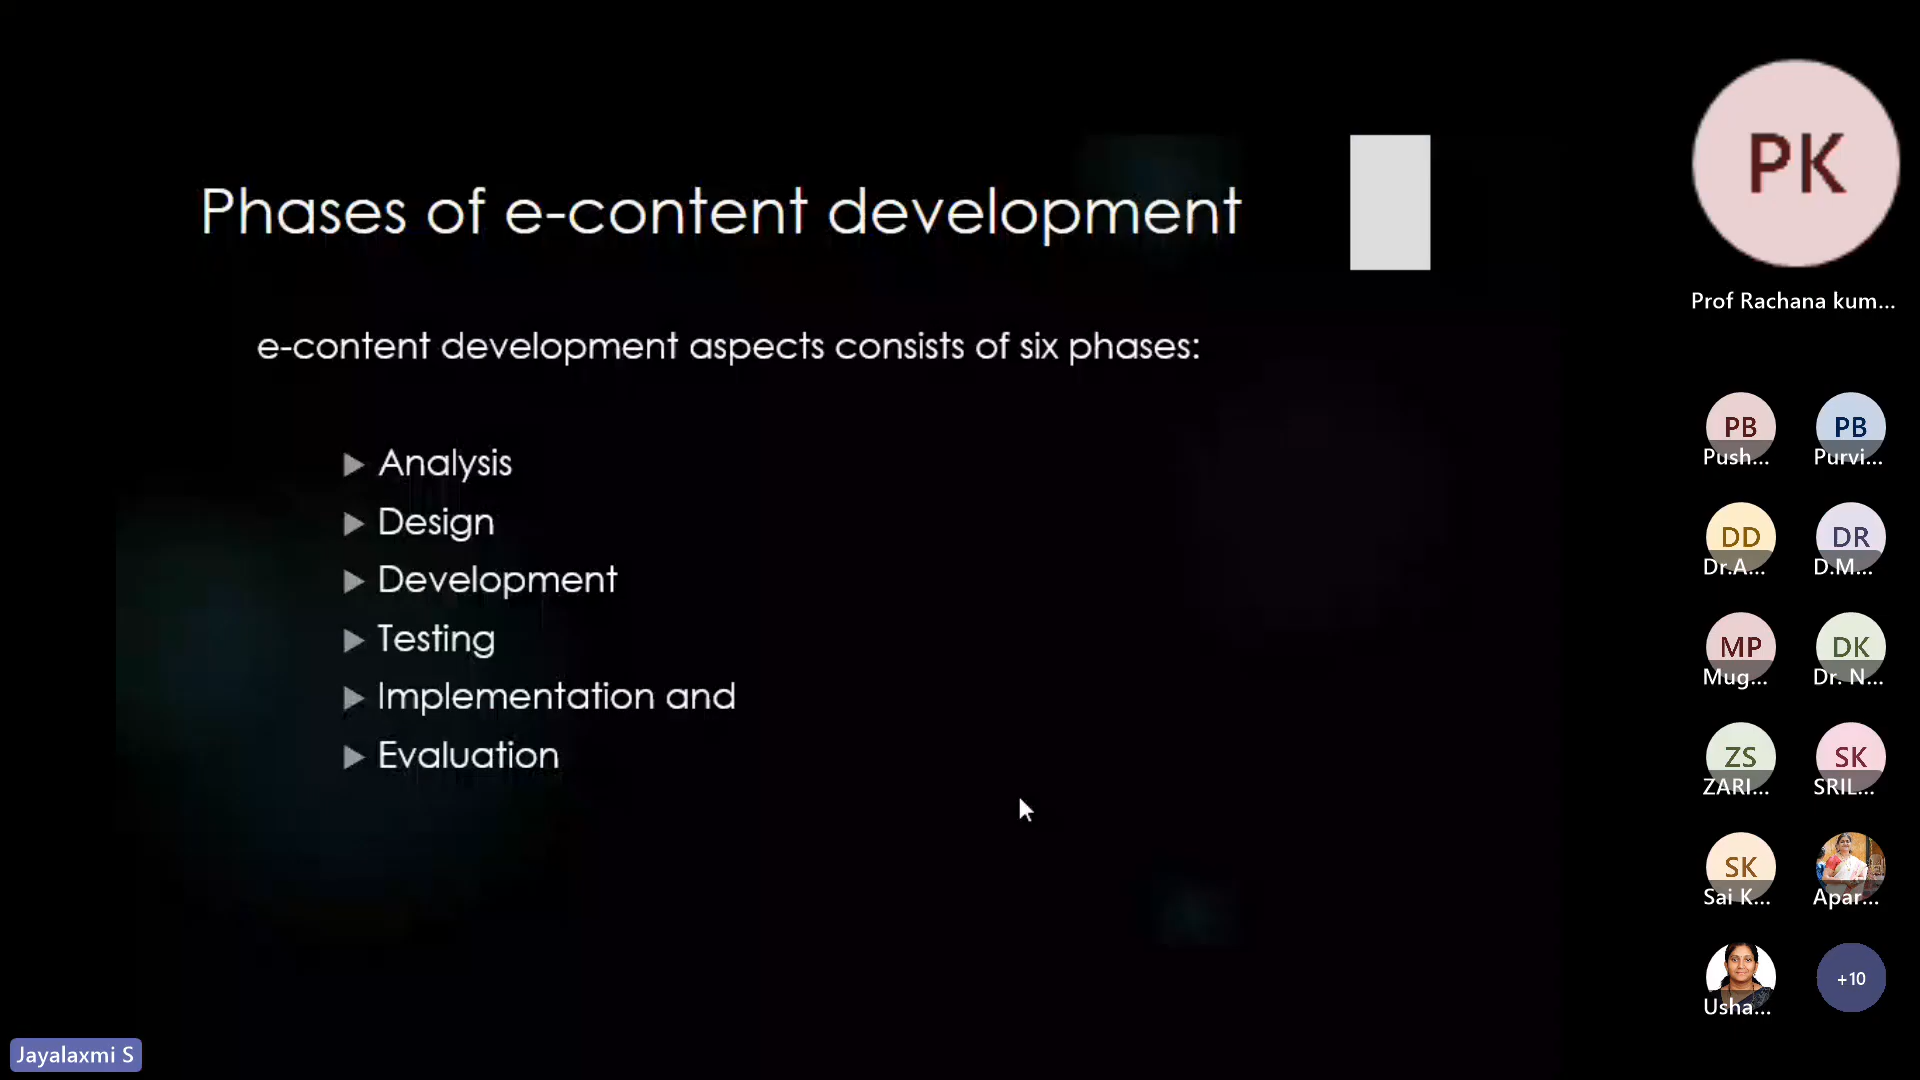 Phases of e-content development
e-content development aspects consists of six phases:
Analysis
Design
Development
Testing
Implementation and
Evaluation
PK
Prof Rachana kum...
PB
Push...
PB
Purvi...
DD
Dr.A...
DR
D.M...
MP
Mug...
DK
Dr. N...
ZS
ZARI...
SK
SRIL...
SK
Sai K...
Apar...
Usha...
+10
Jayalaxmi S